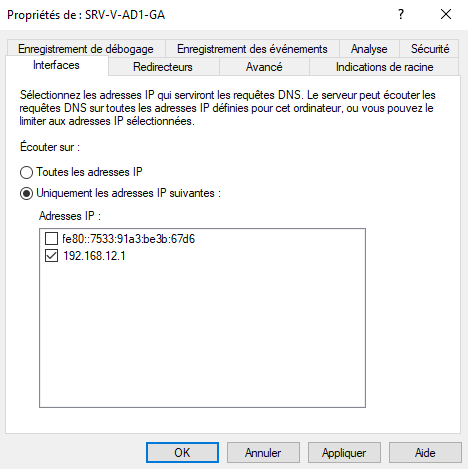 Propriétés de : SRV-V-AD1-GA
?
Enregistrement de débogage Enregistrement des événements Analyse Sécurité
Interfaces Redirecteurs Avancé Indications de racine
Sélectionnez les adresses IP qui serviront les requêtes DNS. Le serveur peut écouter les
requêtes DNS sur toutes les adresses IP définies pour cet ordinateur, ou vous pouvez le
limiter aux adresses IP sélectionnées.
Écouter sur :
Toutes les adresses IP
Uniquement les adresses IP suivantes :
Adresses IP :
fe80::7533:91a3:be3b:67d6
192.168.12.1
OK Annuler Appliquer Aide